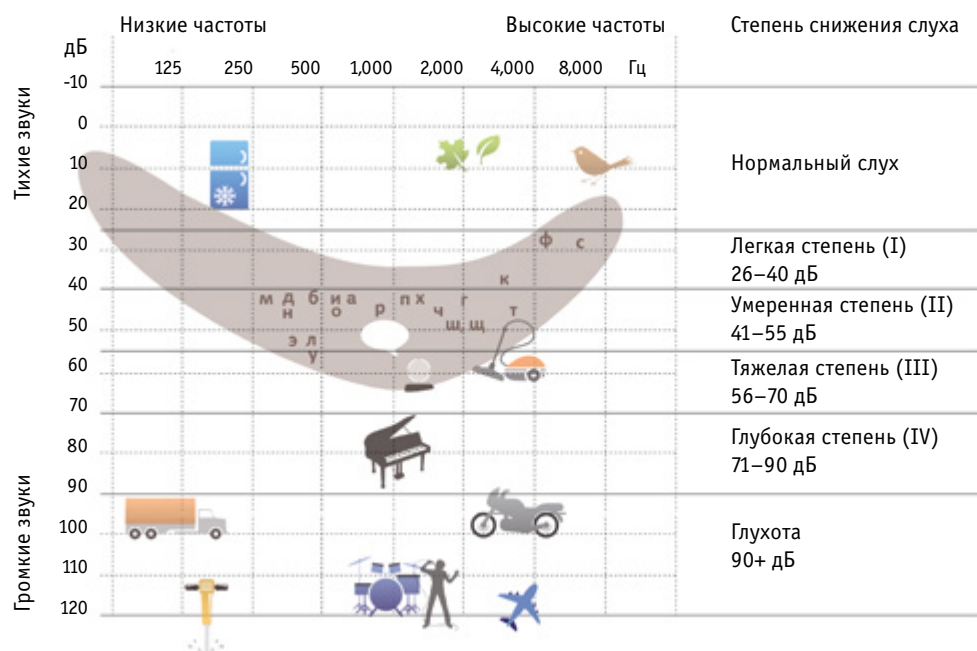 Низкие частоты Высокие частоты Степень снижения слуха
дБ
125 250 500 1,000 2,000 4,000 8,000 Гц
-10
Тихие звуки
0
10 Нормальный слух
20
30 ф с Легкая степень (I)
26–40 дБ
к
40
м д б и а п х г Умеренная степень (II)
н о р ч т
50 ш щ 41–55 дБ
э л
у
60 Тяжелая степень (III)
56–70 дБ
70
Глубокая степень (IV)
80 71–90 дБ
90
Громкие звуки
100 Глухота
90+ дБ
110
120